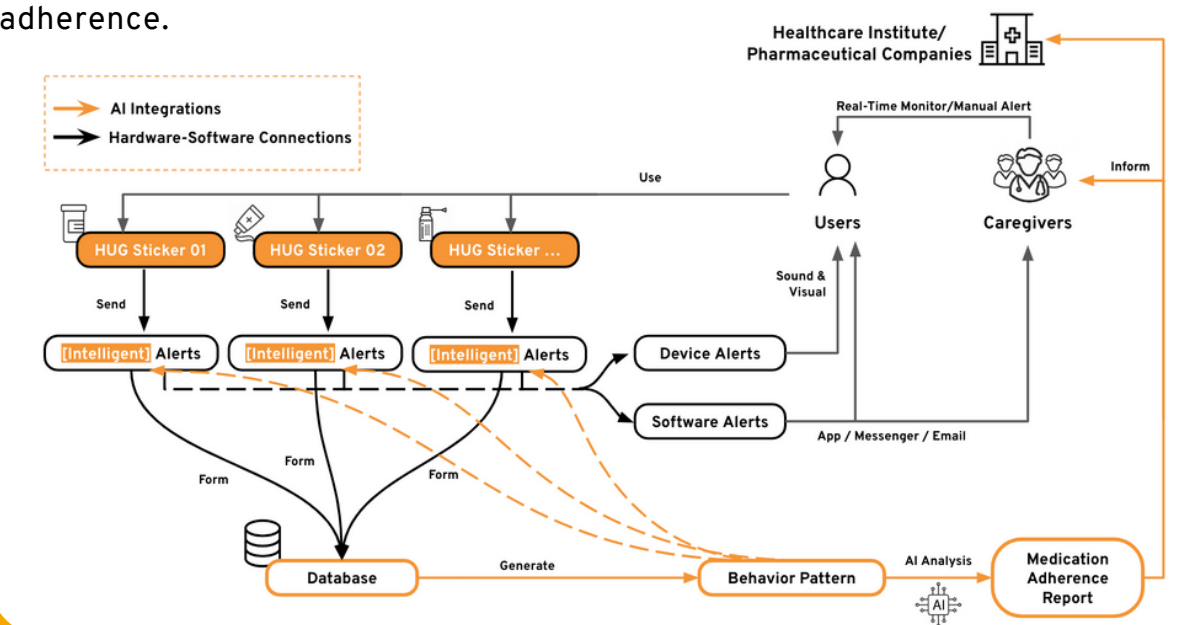 adherence.
Healthcare Institute/
Pharmaceutical Companies
AI Integrations
Hardware-Software Connections
Real-Time Monitor/Manual Alert
Inform
Use
Users
Caregivers
HUG Sticker 01
HUG Sticker 02
HUG Sticker ...
Sound &
Visual
Send
Send
Send
[Intelligent] Alerts
[Intelligent] Alerts
[Intelligent] Alerts
Device Alerts
Software Alerts
App / Messenger / Email
Form
Form
Form
Database
Generate
Behavior Pattern
AI Analysis
AI
Medication
Adherence
Report